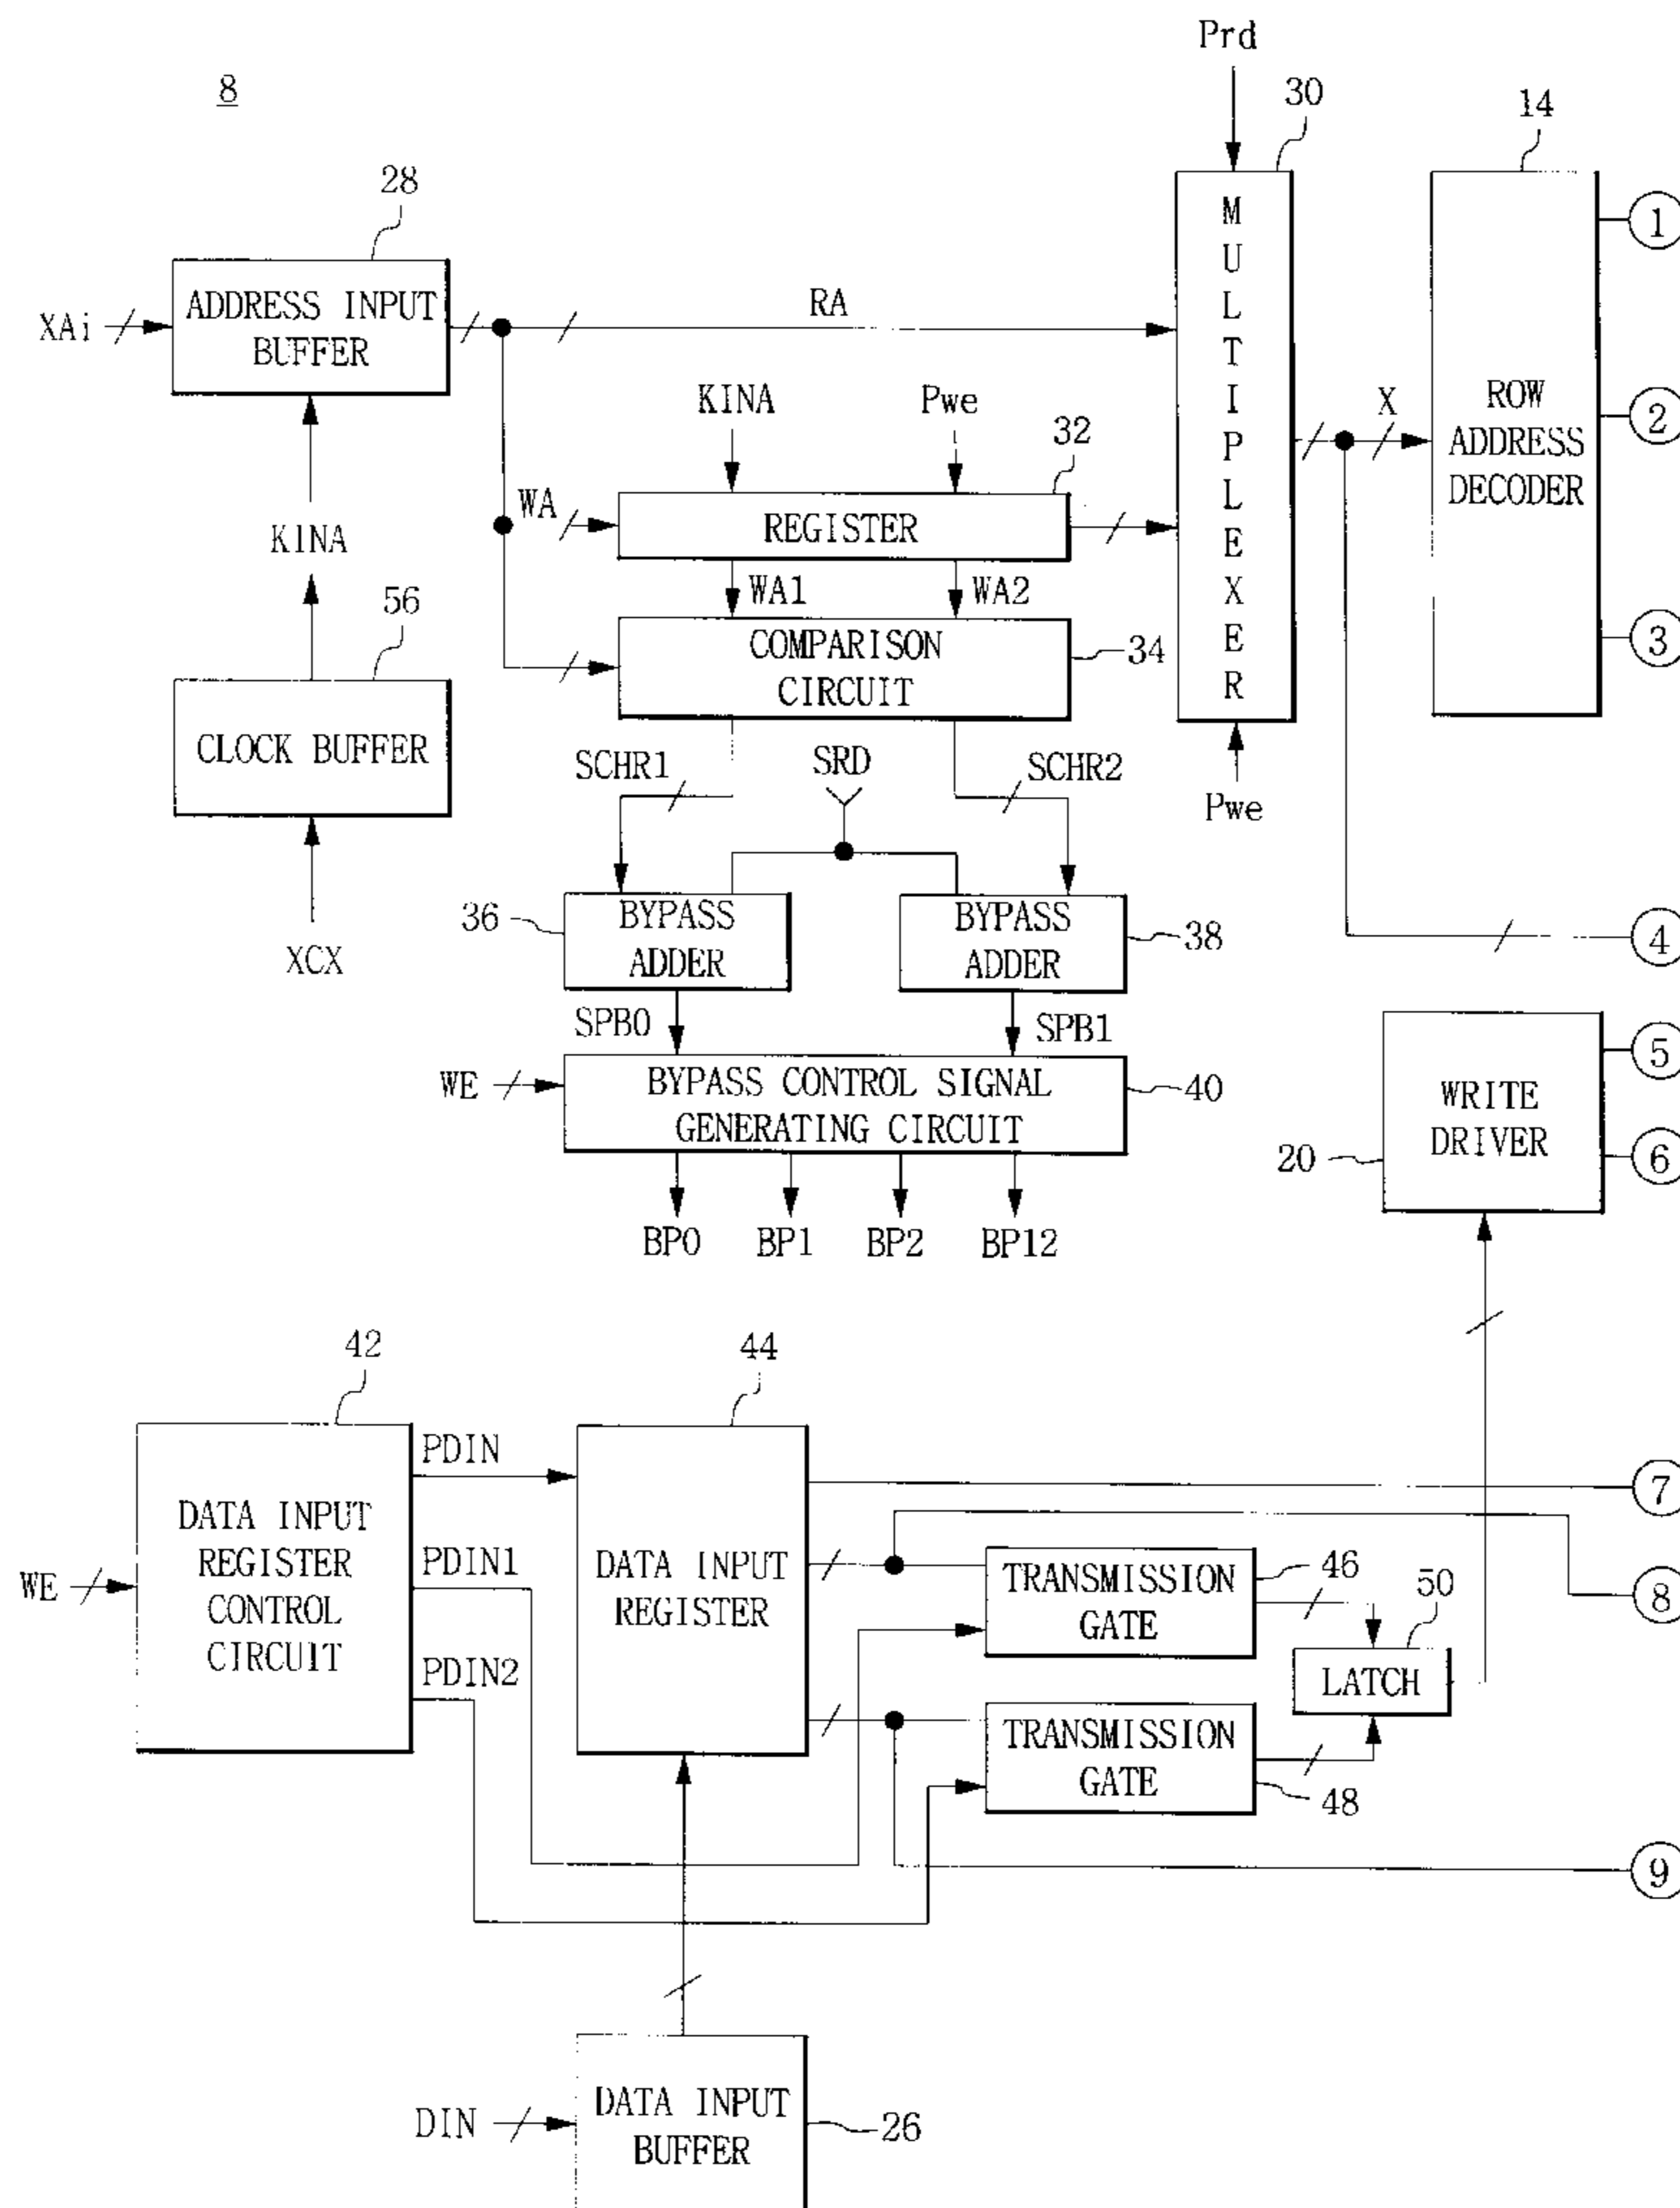 Prd
8
30
14
28
M
U
L
T
I
P
L
E
X
E
R
1
ADDRESS INPUT
BUFFER
XAi
RA
KINA
Pwe
32
X
ROW
ADDRESS
DECODER
2
WA
REGISTER
KINA
WA1
WA2
56
COMPARISON
CIRCUIT
34
3
CLOCK BUFFER
SCHR1
SRD
SCHR2
Pwe
36
BYPASS
ADDER
BYPASS
ADDER
38
4
XCX
SPB0
SPB1
WE
BYPASS CONTROL SIGNAL
GENERATING CIRCUIT
40
WRITE
DRIVER
5
20
6
BP0
BP1
BP2
BP12
42
44
PDIN
7
DATA INPUT
REGISTER
CONTROL
CIRCUIT
PDIN1
DATA INPUT
REGISTER
TRANSMISSION
GATE
46
50
8
WE
PDIN2
LATCH
TRANSMISSION
GATE
48
9
DIN
DATA INPUT
BUFFER
26